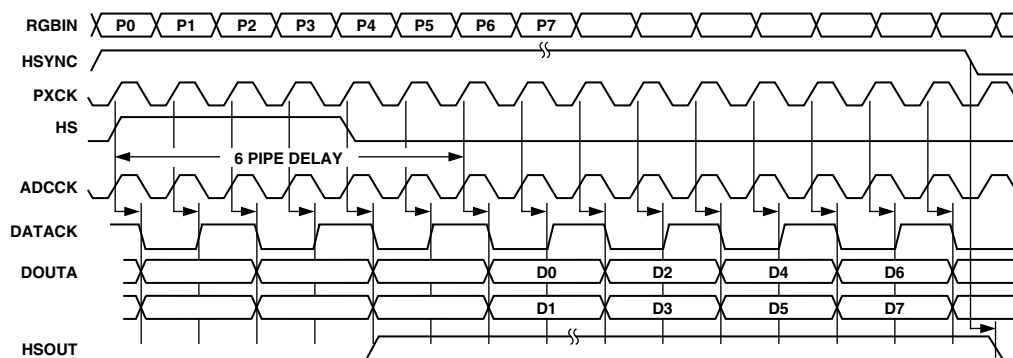 RGBIN P0 P1 P2 P3 P4 P5 P6 P7
HSYNC
PXCK
HS
6 PIPE DELAY
ADCCK
DATACK
DOUTA D0 D2 D4 D6
D1 D3 D5 D7
HSOUT